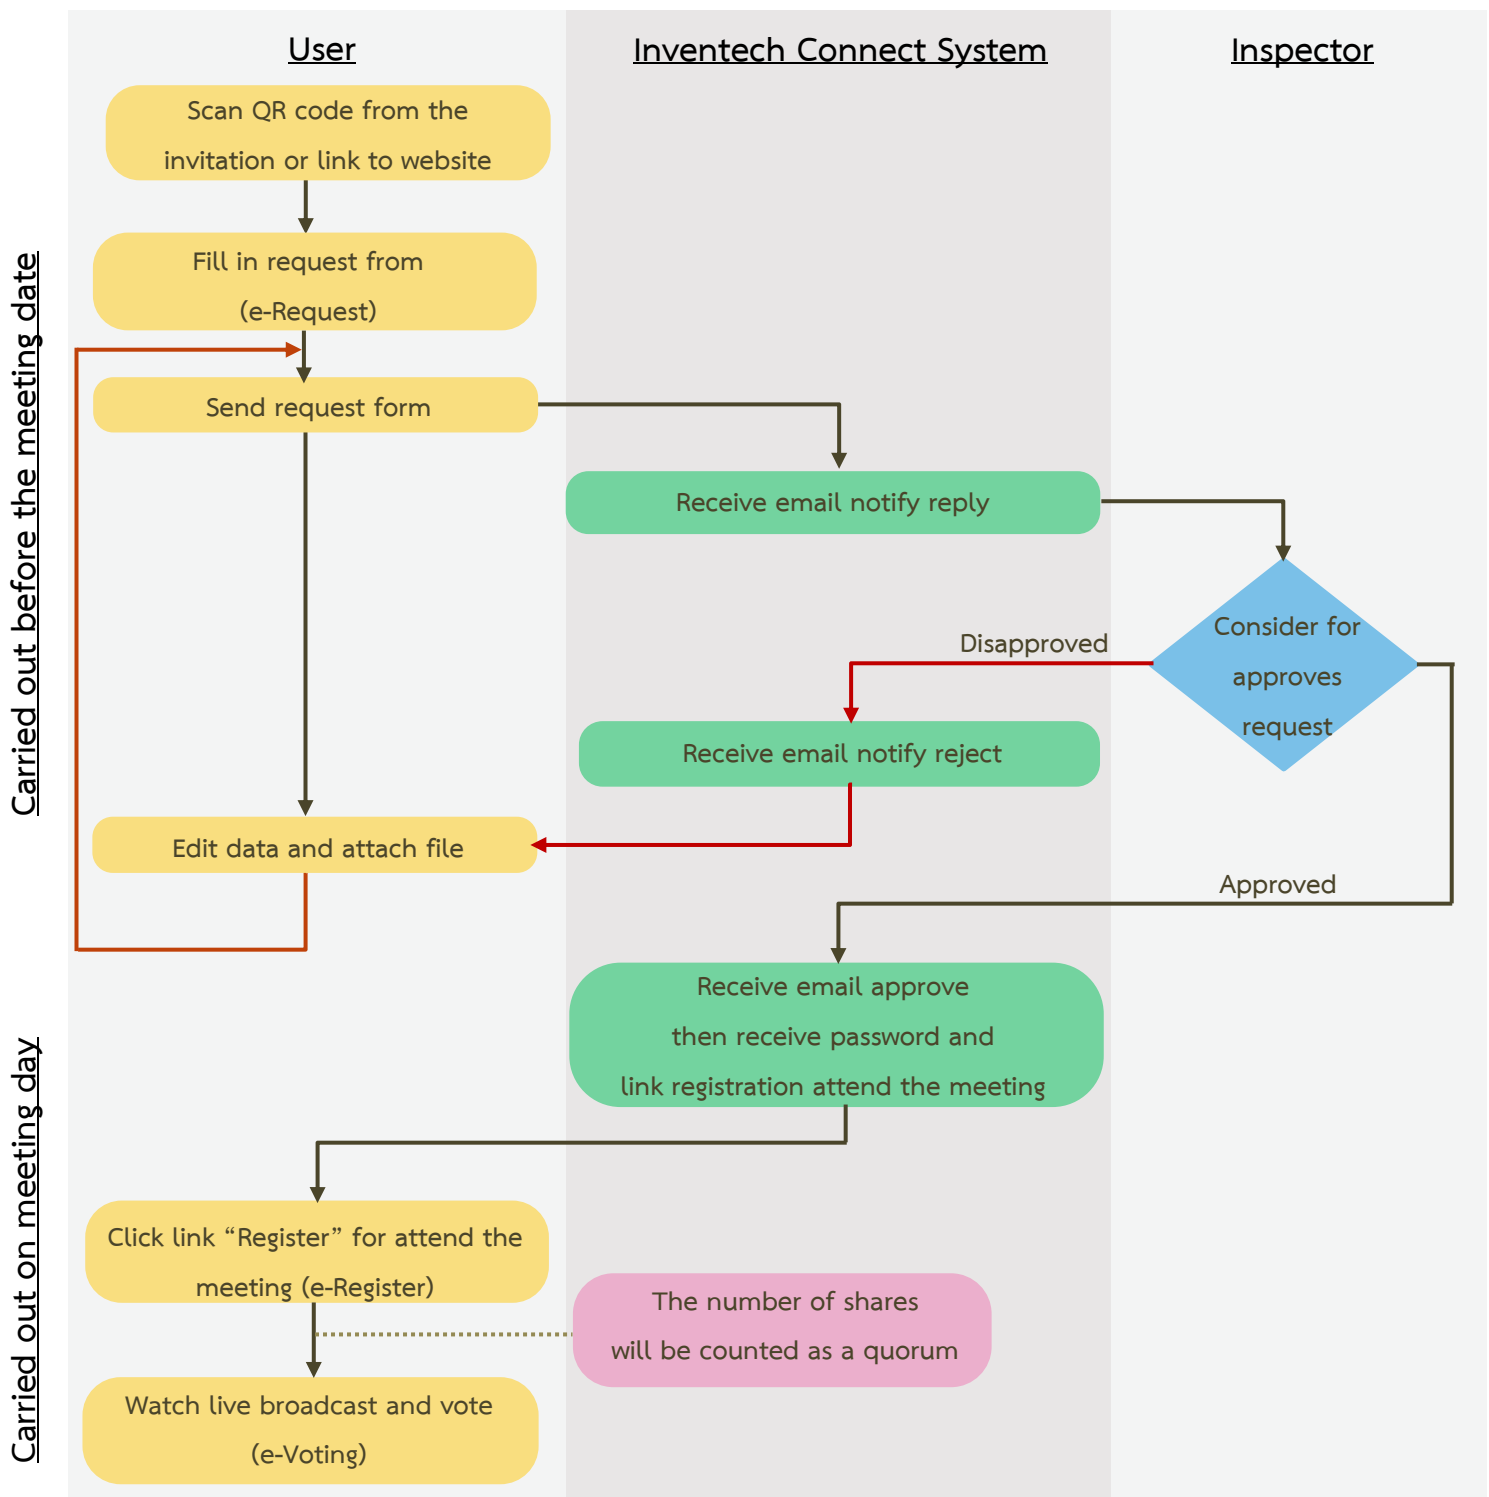 User
Inventech Connect System
Inspector
Scan QR code from the
invitation or link to website
Fill in request from
(e-Request)
Send request form
Receive email notify reply
Consider for
approves
request
Disapproved
Receive email notify reject
Edit data and attach file
Approved
Receive email approve
then receive password and
link registration attend the meeting
Click link “Register” for attend the
meeting (e-Register)
The number of shares
will be counted as a quorum
Watch live broadcast and vote
(e-Voting)
Carried out before the meeting date
Carried out on meeting day